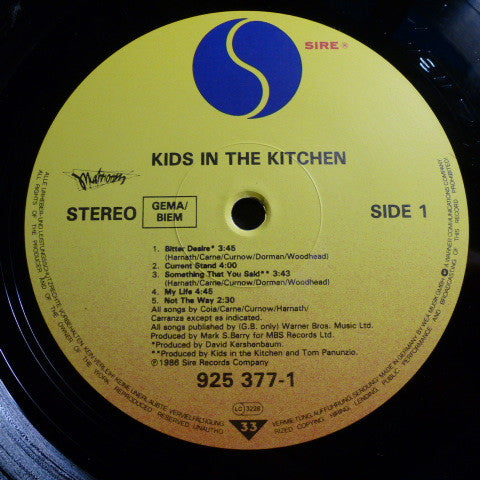 SIRE®
KIDS IN THE KITCHEN
Matrons
STEREO
GEMA/
BIEM
SIDE 1
1. Bitter Desire* 3:45
(Harnath/Carne/Curnow/Dorman/Woodhead)
2. Current Stand 4:00
3. Something That You Said** 3:43
(Harnath/Carne/Curnow/Dorman/Woodhead)
4. My Life 4:45
5. Not The Way 2:30
All songs by Cois/Carne/Curnow/Harnath/
Carranza except as indicated.
All songs published by (G.B. only) Warner Bros. Music Ltd.
Produced by Mark S.Barry for MBS Records Ltd.
*Produced by David Kershenbaum.
**Produced by Kids in the Kitchen and Tom Panunzio.
℗1986 Sire Records Company
925 377-1
LC 3228
33